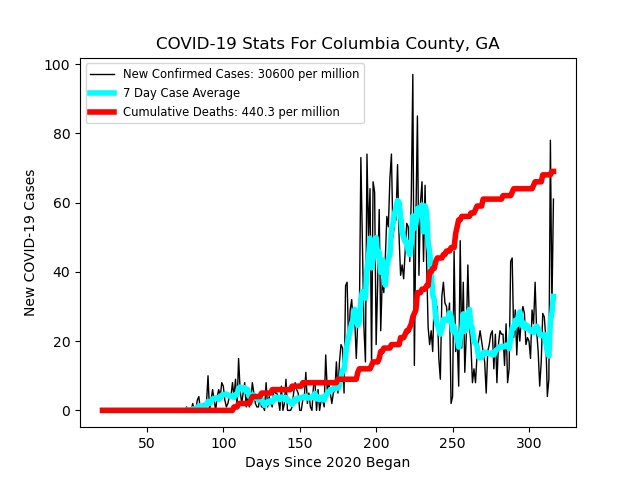 COVID-19 Stats For Columbia County, GA
New Confirmed Cases: 30600 per million
7 Day Case Average
Cumulative Deaths: 440.3 per million
New COVID-19 Cases
100
80
60
40
20
0
50 100 150 200 250 300
Days Since 2020 Began